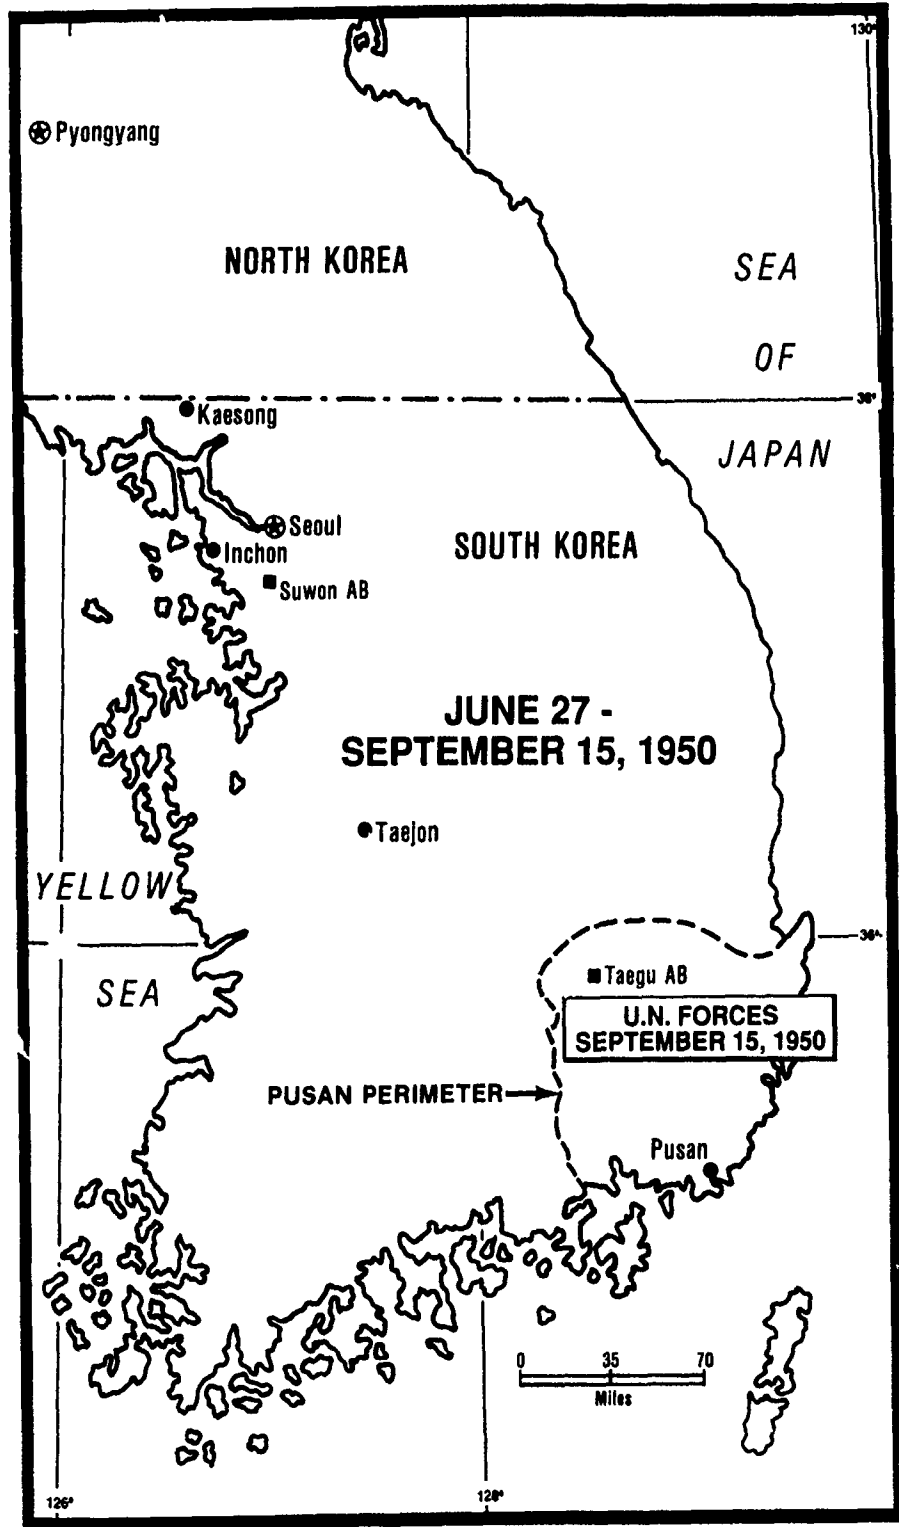 130°
Pyongyang
NORTH KOREA
SEA
OF
JAPAN
38°
Kaesong
Seoul
Inchon
SOUTH KOREA
Suwon AB
JUNE 27 -
SEPTEMBER 15, 1950
Taejon
YELLOW
SEA
36°
Taegu AB
U.N. FORCES
SEPTEMBER 15, 1950
PUSAN PERIMETER
Pusan
0 35 70
Miles
126°
128°